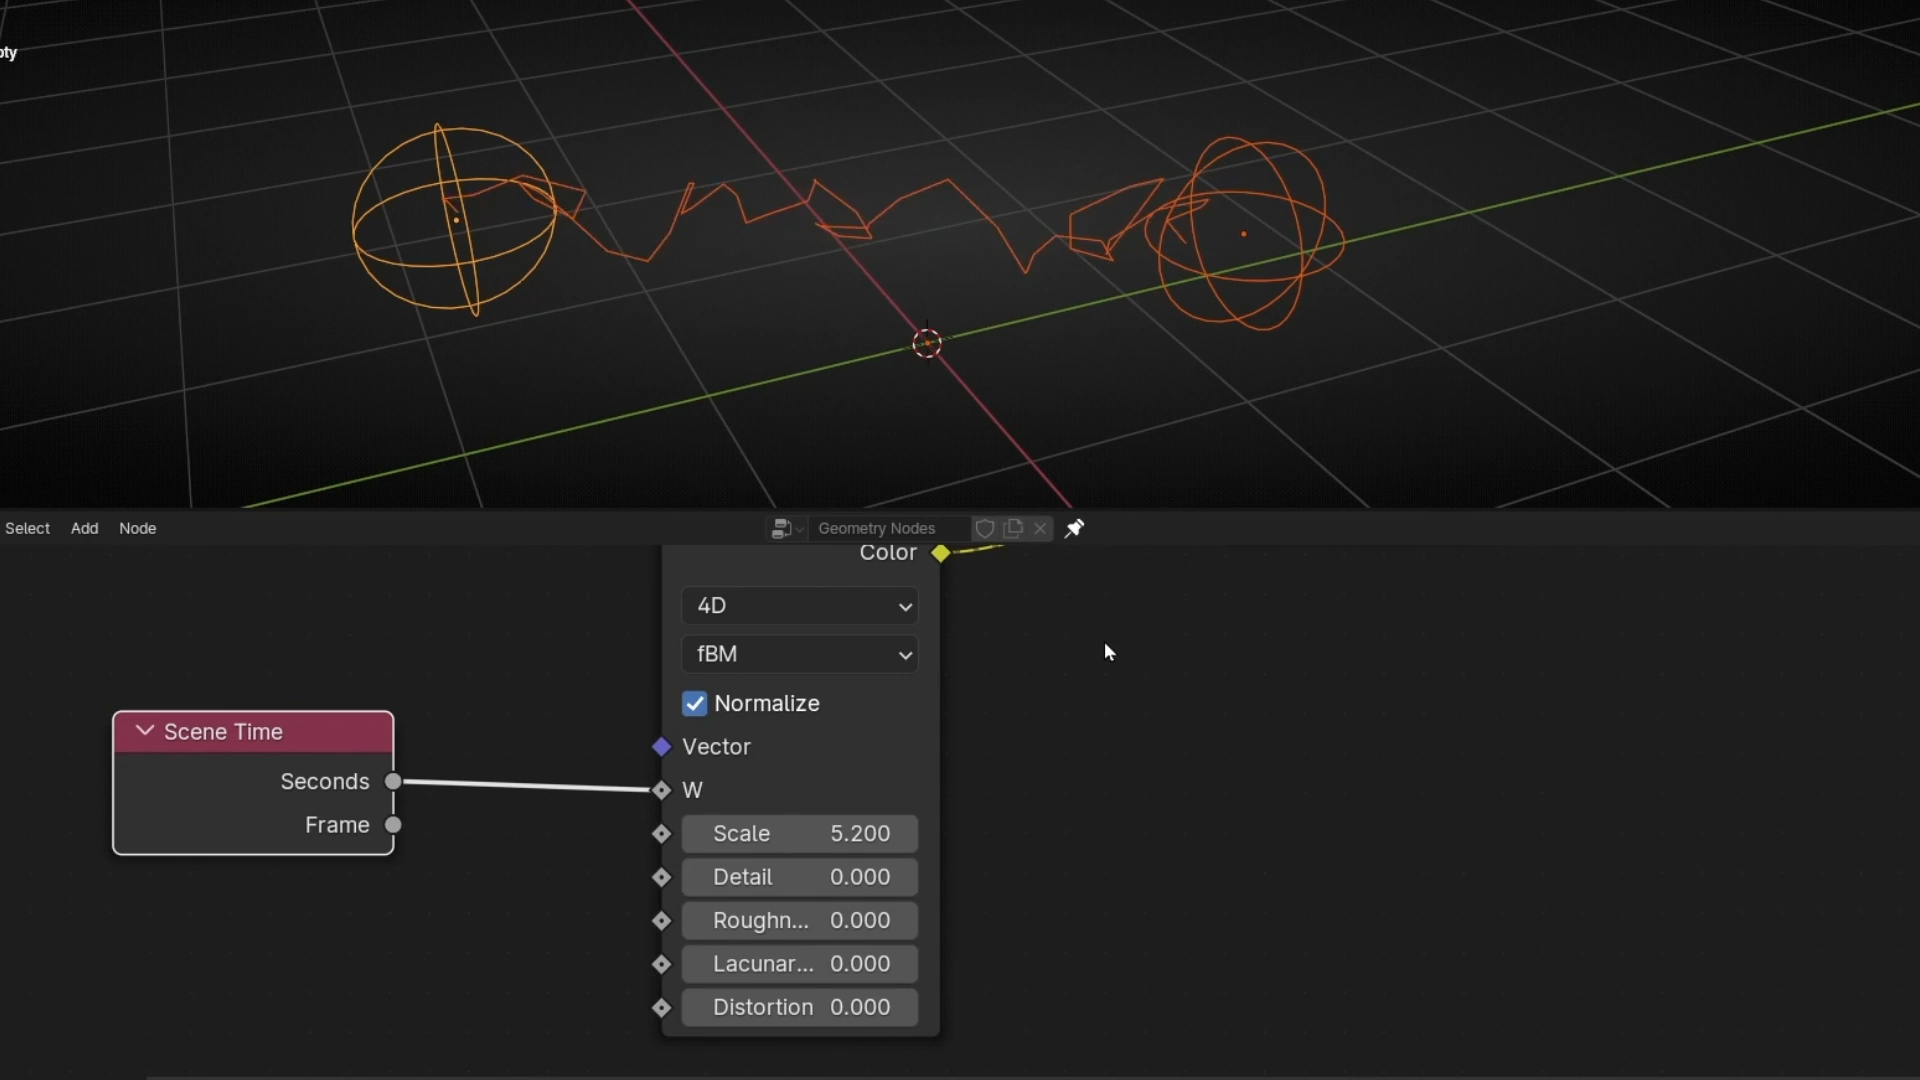 pty
Select Add Node Geometry Nodes
Color
4D
fBM
Normalize
Scene Time
Vector
Seconds
W
Frame
Scale 5.200
Detail 0.000
Roughn... 0.000
Lacunar... 0.000
Distortion 0.000